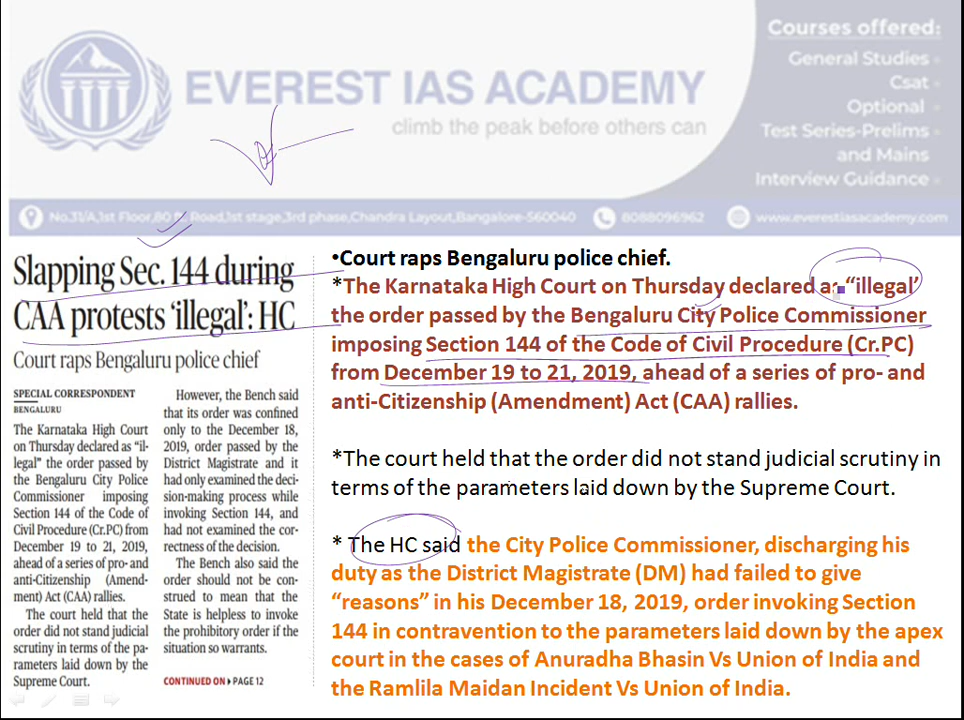 EVEREST IAS ACADEMY
climb the peak before others can
Courses offered:
General Studies
Csat
Optional
Test Series-Prelims
and Mains
Interview Guidance
No.31/A,1st Floor,80 Road,1st stage,3rd phase,Chandra Layout,Bangalore-560040
8088096962
www.everestiasacademy.com
Slapping Sec. 144 during
CAA protests ‘illegal’: HC
Court raps Bengaluru police chief
SPECIAL CORRESPONDENT
BENGALURU
The Karnataka High Court
on Thursday declared as “il-
legal” the order passed by
the Bengaluru City Police
Commissioner imposing
Section 144 of the Code of
Civil Procedure (Cr.PC) from
December 19 to 21, 2019,
ahead of a series of pro- and
anti-Citizenship (Amend-
ment) Act (CAA) rallies.
The court held that the
order did not stand judicial
scrutiny in terms of the pa-
rameters laid down by the
Supreme Court.
However, the Bench said
that its order was confined
only to the December 18,
2019, order passed by the
District Magistrate and it
had only examined the deci-
sion-making process while
invoking Section 144, and
had not examined the cor-
rectness of the decision.
The Bench also said the
order should not be con-
strued to mean that the
State is helpless to invoke
the prohibitory order if the
situation so warrants.
CONTINUED ON PAGE 12
•Court raps Bengaluru police chief.
*The Karnataka High Court on Thursday declared as “illegal”
the order passed by the Bengaluru City Police Commissioner
imposing Section 144 of the Code of Civil Procedure (Cr.PC)
from December 19 to 21, 2019, ahead of a series of pro- and
anti-Citizenship (Amendment) Act (CAA) rallies.
*The court held that the order did not stand judicial scrutiny in
terms of the parameters laid down by the Supreme Court.
* The HC said the City Police Commissioner, discharging his
duty as the District Magistrate (DM) had failed to give
“reasons” in his December 18, 2019, order invoking Section
144 in contravention to the parameters laid down by the apex
court in the cases of Anuradha Bhasin Vs Union of India and
the Ramlila Maidan Incident Vs Union of India.